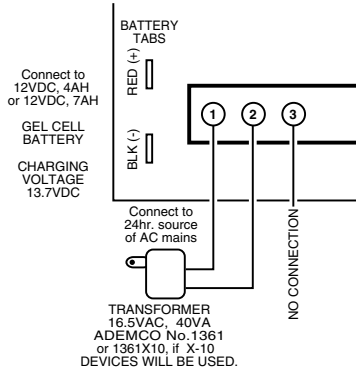 BATTERY
TABS
RED (+)
BLK (-)
Connect to
12VDC, 4AH
or 12VDC, 7AH
GEL CELL
BATTERY
CHARGING
VOLTAGE
13.7VDC
1 2 3
Connect to
24hr. source
of AC mains
NO CONNECTION
TRANSFORMER
16.5VAC, 40VA
ADEMCO No.1361
or 1361X10, if X-10
DEVICES WILL BE USED.